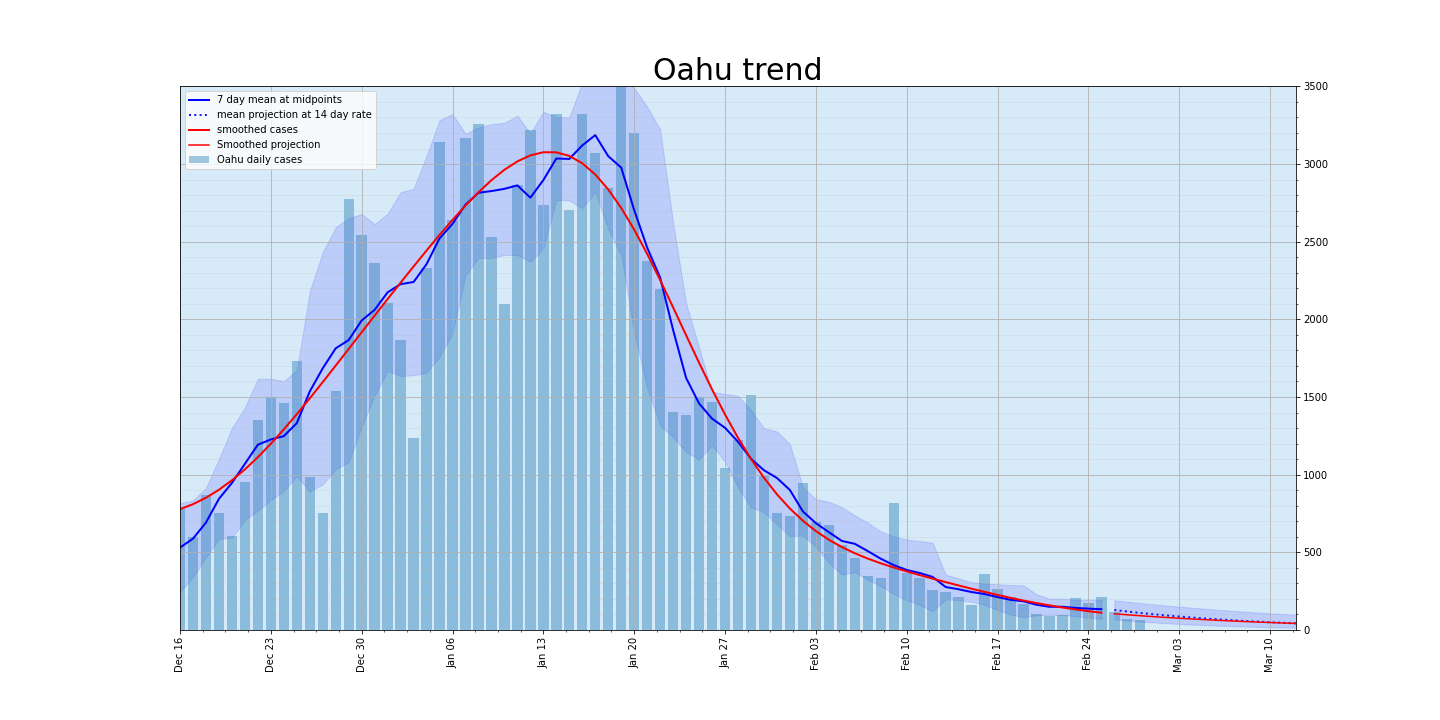 Oahu trend
7 day mean at midpoints
mean projection at 14 day rate
smoothed cases
Smoothed projection
Oahu daily cases
3500
3000
2500
2000
1500
1000
500
0
Dec 16
Dec 23
Dec 30
Jan 06
Jan 13
Jan 20
Jan 27
Feb 03
Feb 10
Feb 17
Feb 24
Mar 03
Mar 10